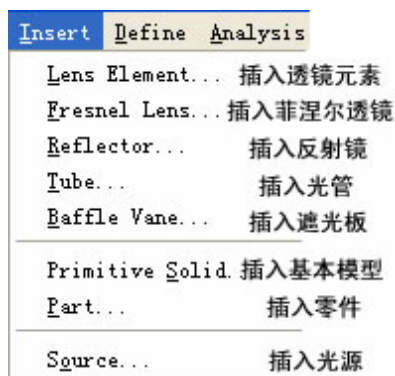 Insert Define Analysis
Lens Element... 插入透镜元素
Fresnel Lens... 插入菲涅尔透镜
Reflector... 插入反射镜
Tube... 插入光管
Baffle Vane... 插入遮光板
Primitive Solid. 插入基本模型
Part... 插入零件
Source... 插入光源